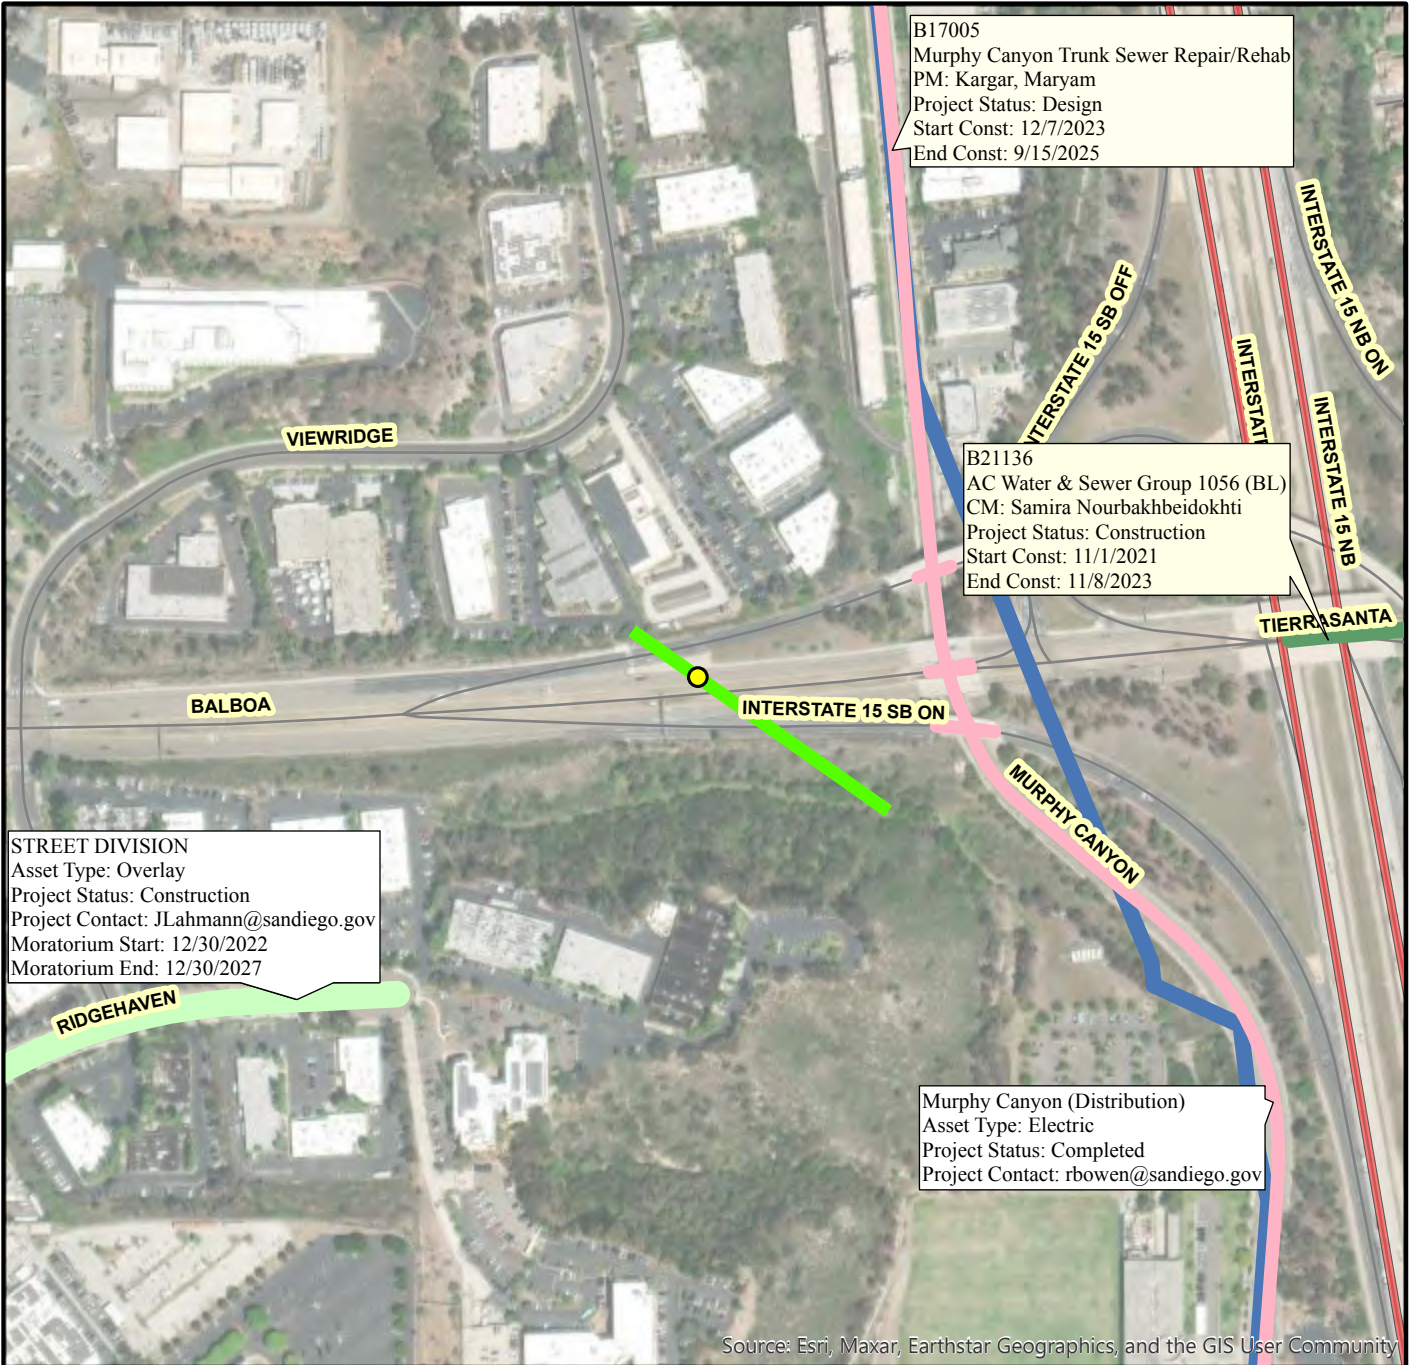 B17005
Murphy Canyon Trunk Sewer Repair/Rehab
PM: Kargar, Maryam
Project Status: Design
Start Const: 12/7/2023
End Const: 9/15/2025
INTERSTATE 15 NB ON
NTERSTATE 15 SB OFF
INTERSTATE
INTERSTATE 15 NB
VIEWRIDGE
B21136
AC Water & Sewer Group 1056 (BL)
CM: Samira Nourbakhbeidokhti
Project Status: Construction
Start Const: 11/1/2021
End Const: 11/8/2023
TIERRASANTA
BALBOA
INTERSTATE 15 SB ON
MURPHY CANYON
STREET DIVISION
Asset Type: Overlay
Project Status: Construction
Project Contact: JLahmann@sandiego.gov
Moratorium Start: 12/30/2022
Moratorium End: 12/30/2027
RIDGEHAVEN
Murphy Canyon (Distribution)
Asset Type: Electric
Project Status: Completed
Project Contact: rbowen@sandiego.gov
Source: Esri, Maxar, Earthstar Geographics, and the GIS User Community